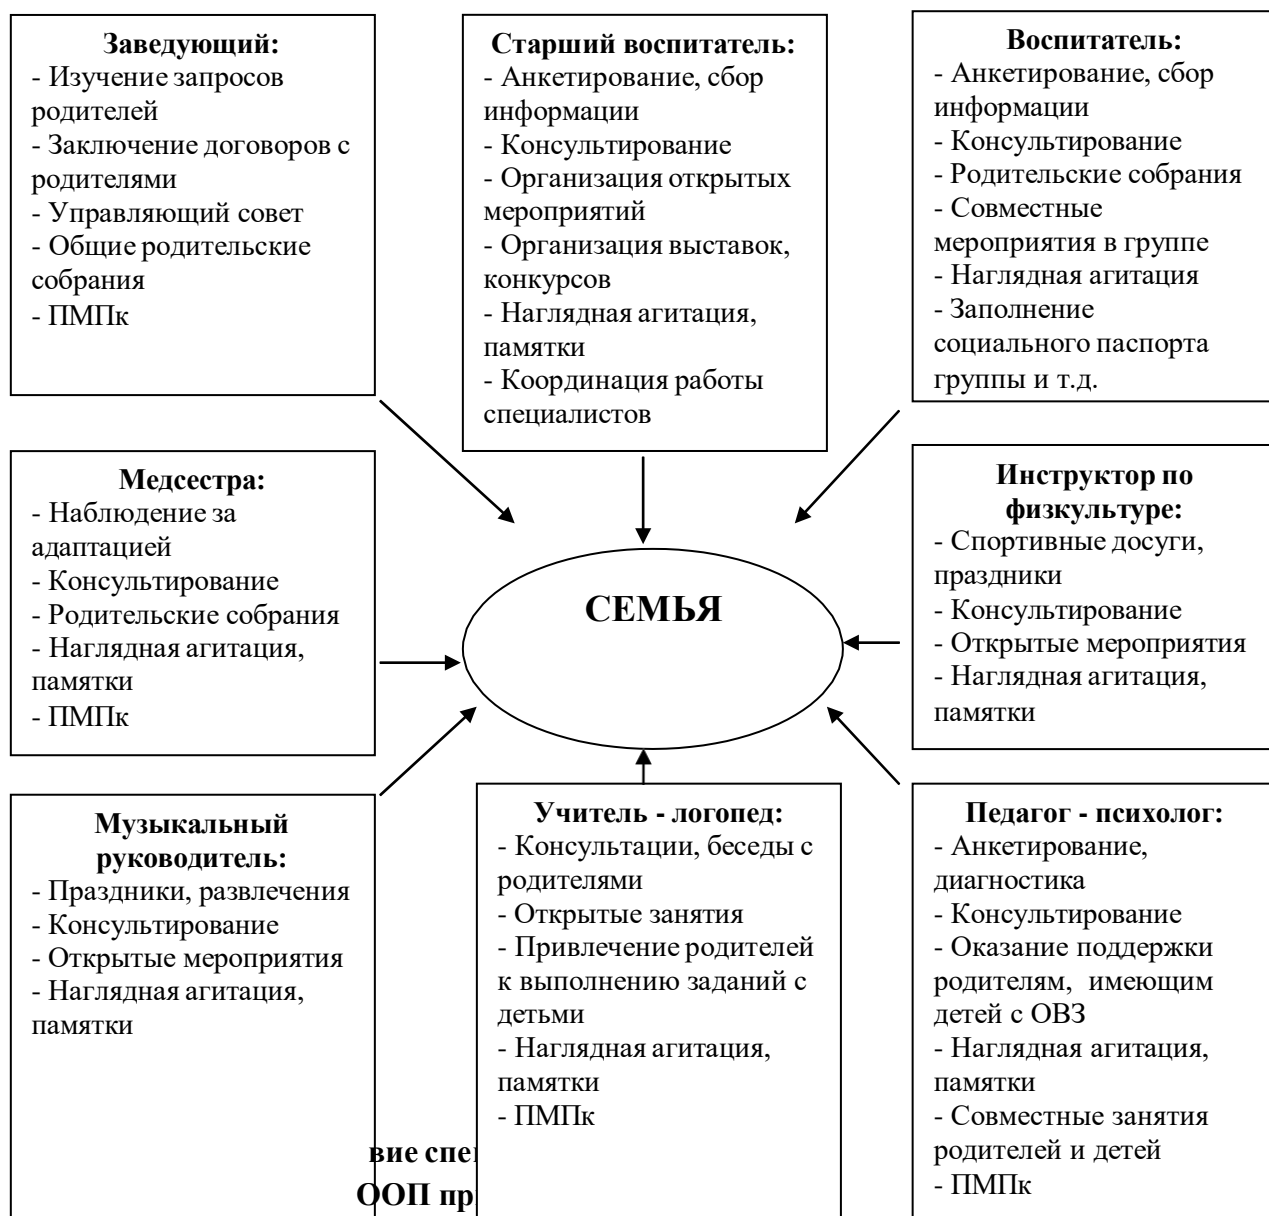 Заведующий:
- Изучение запросов
родителей
- Заключение договоров с
родителями
- Управляющий совет
- Общие родительские
собрания
- ПМПк
Старший воспитатель:
- Анкетирование, сбор
информации
- Консультирование
- Организация открытых
мероприятий
- Организация выставок,
конкурсов
- Наглядная агитация,
памятки
- Координация работы
специалистов
Воспитатель:
- Анкетирование, сбор
информации
- Консультирование
- Родительские собрания
- Совместные
мероприятия в группе
- Наглядная агитация
- Заполнение
социального паспорта
группы и т.д.
Медсестра:
- Наблюдение за
адаптацией
- Консультирование
- Родительские собрания
- Наглядная агитация,
памятки
- ПМПк
СЕМЬЯ
Инструктор по
физкультуре:
- Спортивные досуги,
праздники
- Консультирование
- Открытые мероприятия
- Наглядная агитация,
памятки
Музыкальный
руководитель:
- Праздники, развлечения
- Консультирование
- Открытые мероприятия
- Наглядная агитация,
памятки
Учитель - логопед:
- Консультации, беседы с
родителями
- Открытые занятия
- Привлечение родителей
к выполнению заданий с
детьми
- Наглядная агитация,
памятки
- ПМПк
Педагог - психолог:
- Анкетирование,
диагностика
- Консультирование
- Оказание поддержки
родителям, имеющим
детей с ОВЗ
- Наглядная агитация,
памятки
- Совместные занятия
родителей и детей
- ПМПк
вие спе
ООП пр